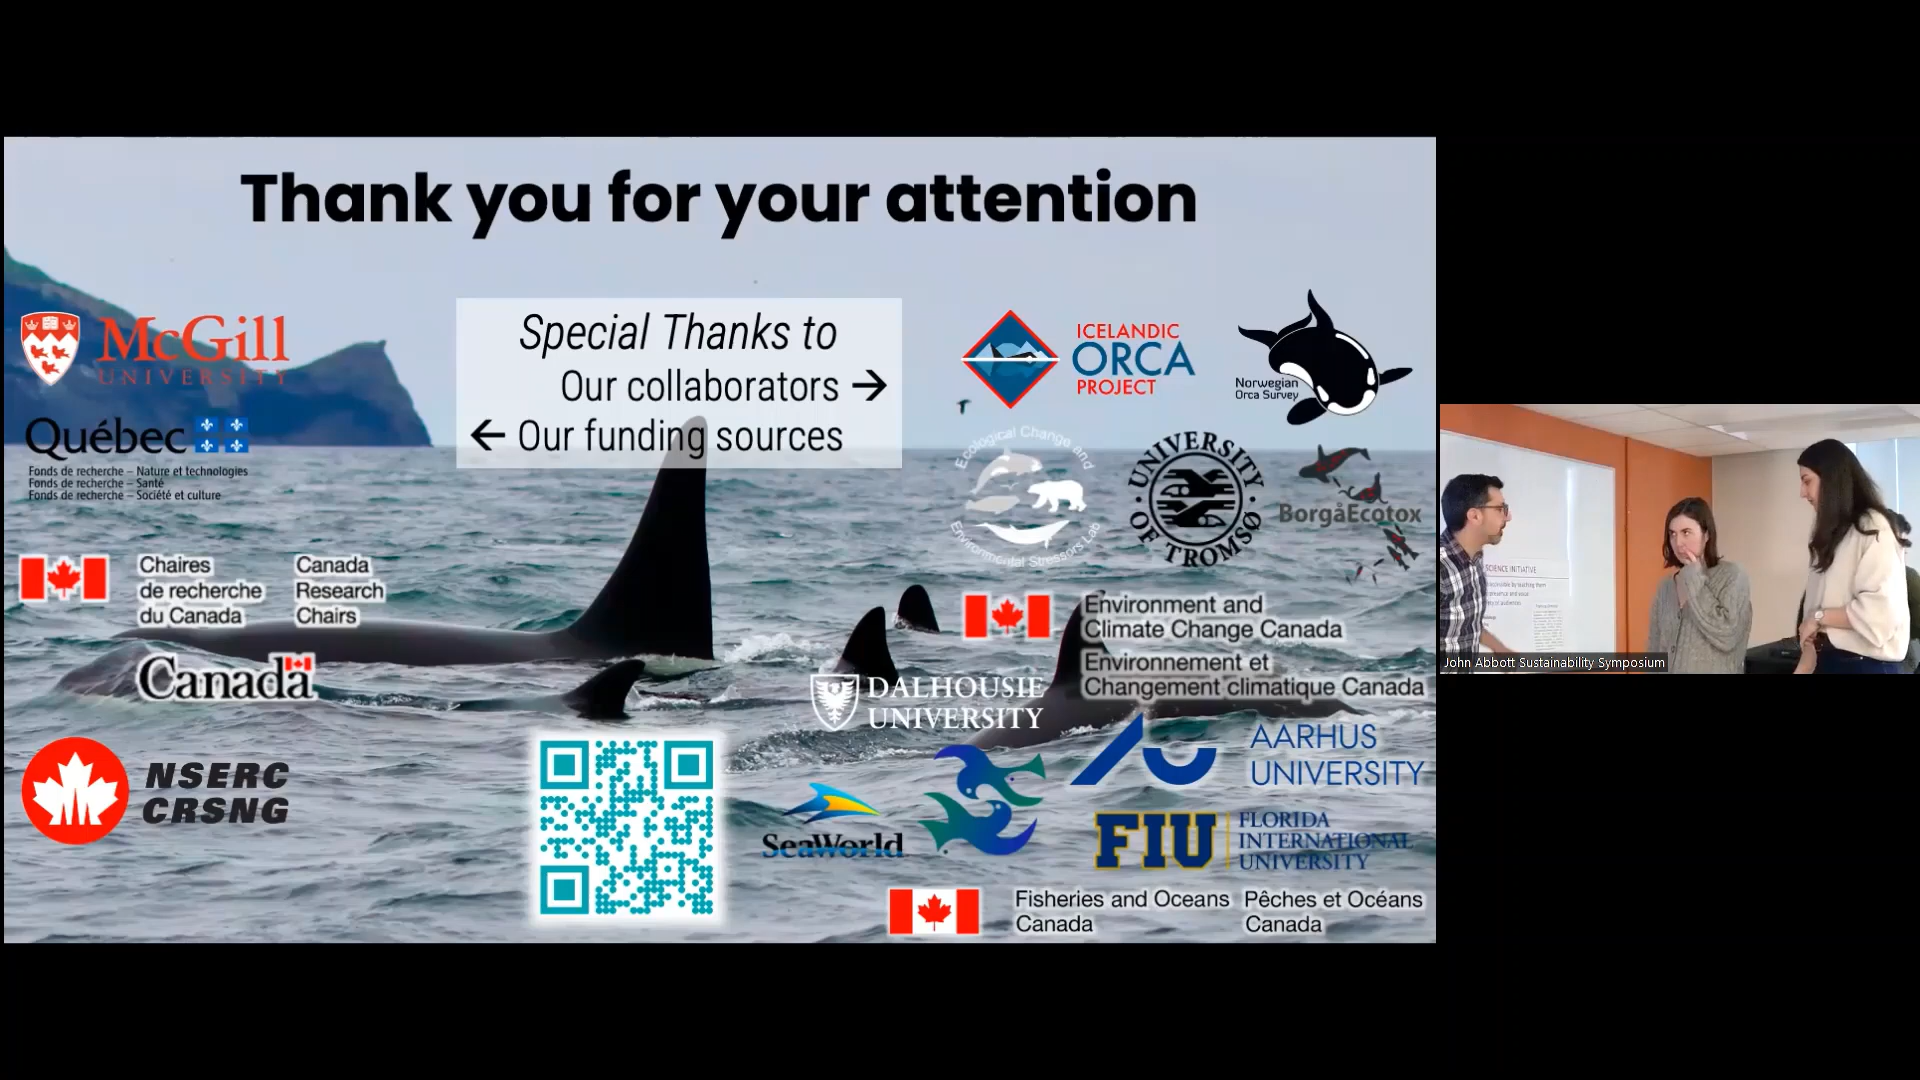 Thank you for your attention
McGill
UNIVERSITY
Québec
Fonds de recherche – Nature et technologies
Fonds de recherche – Santé
Fonds de recherche – Société et culture
Chaires
de recherche
du Canada
Canada
Research
Chairs
Canada
NSERC
CRSNG
Special Thanks to
Our collaborators →
← Our funding sources
ICELANDIC
ORCA
PROJECT
Norwegian
Orca Survey
Ecological Change and
Environmental Stressors Lab
UNIVERSITY
OF TROMSØ
BorgåEcotox
Environment and
Climate Change Canada
Environnement et
Changement climatique Canada
DALHOUSIE
UNIVERSITY
AARHUS
UNIVERSITY
SeaWorld
FIU
FLORIDA
INTERNATIONAL
UNIVERSITY
Fisheries and Oceans
Canada
Pêches et Océans
Canada
SCIENCE INITIATIVE
John Abbott Sustainability Symposium